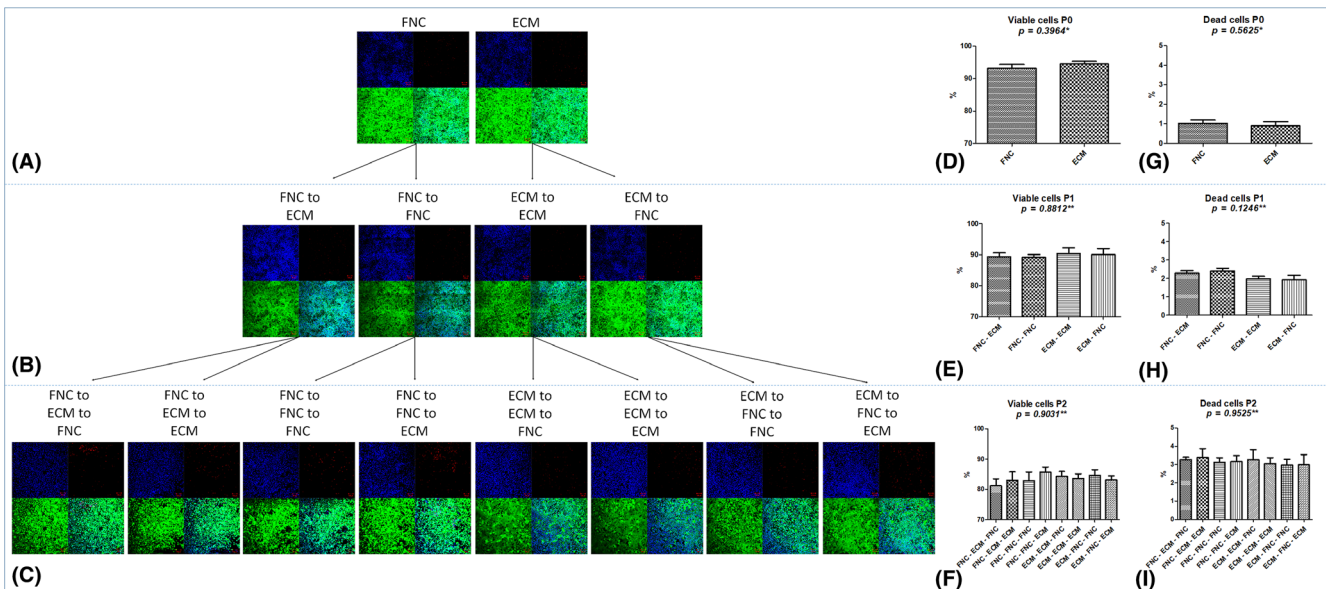 FNC
ECM
(A)
FNC to
ECM
FNC to
FNC
ECM to
ECM
ECM to
FNC
(B)
FNC to
ECM to
FNC
FNC to
ECM to
ECM
FNC to
FNC to
FNC
FNC to
FNC to
ECM
ECM to
ECM to
FNC
ECM to
ECM to
ECM
ECM to
FNC to
FNC
ECM to
FNC to
ECM
(C)
Viable cells P0
p = 0.3964*
100
90
80
70
%
FNC
ECM
(D)
Dead cells P0
p = 0.5625*
5
4
3
2
1
0
%
FNC
ECM
(G)
Viable cells P1
p = 0.8812**
100
90
80
70
%
FNC - ECM
FNC - FNC
ECM - ECM
ECM - FNC
(E)
Dead cells P1
p = 0.1246**
5
4
3
2
1
0
%
FNC - ECM
FNC - FNC
ECM - ECM
ECM - FNC
(H)
Viable cells P2
p = 0.9031**
100
90
80
70
%
FNC - ECM - FNC
FNC - ECM - ECM
FNC - FNC - FNC
FNC - FNC - ECM
ECM - ECM - FNC
ECM - ECM - ECM
ECM - FNC - FNC
ECM - FNC - ECM
(F)
Dead cells P2
p = 0.9525**
5
4
3
2
1
0
%
FNC - ECM - FNC
FNC - ECM - ECM
FNC - FNC - FNC
FNC - FNC - ECM
ECM - ECM - FNC
ECM - ECM - ECM
ECM - FNC - FNC
ECM - FNC - ECM
(I)